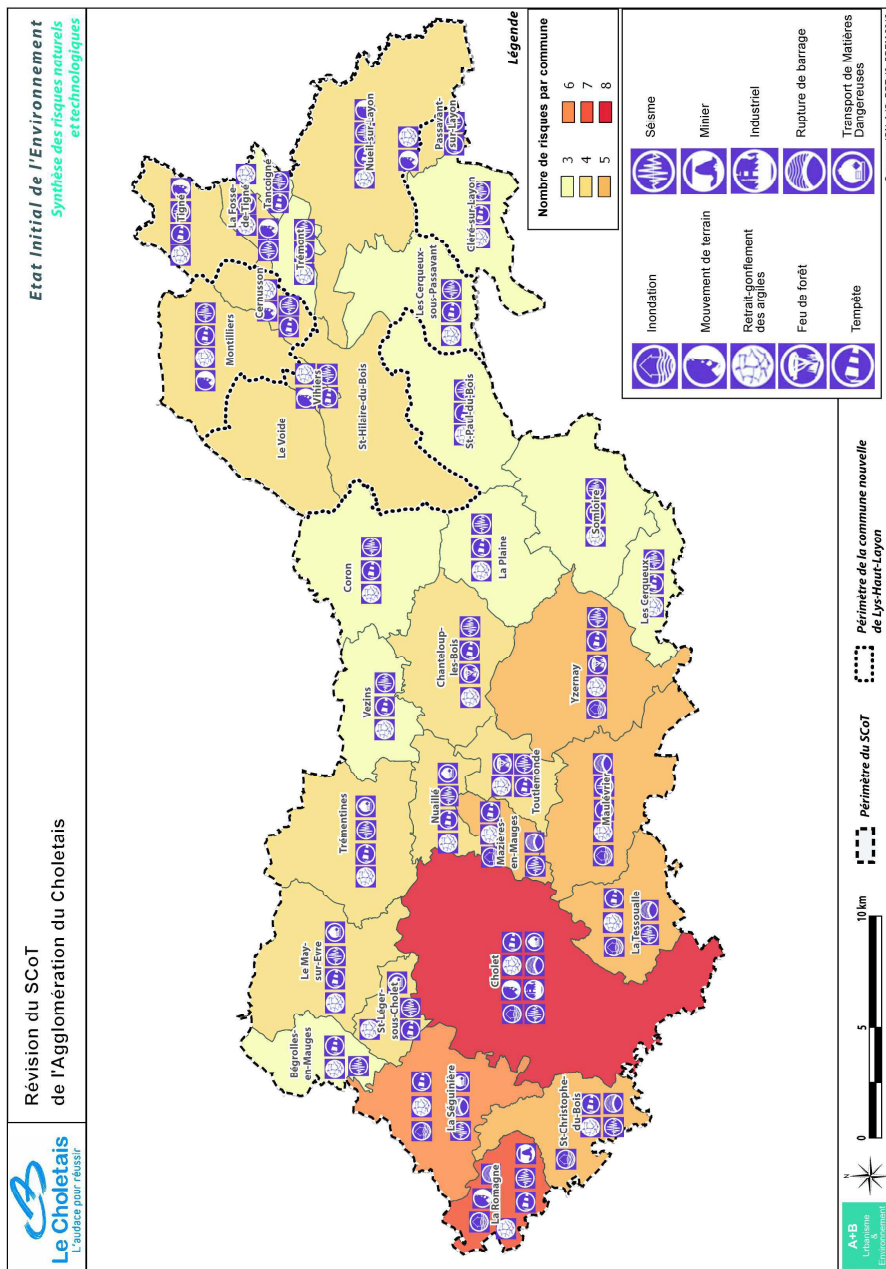 Le Choletais
L'audace pour réussir
Révision du SCoT
de l'Agglomération du Choletais
Etat Initial de l'Environnement
Synthèse des risques naturels
et technologiques
Tigné
La Fosse-
de-Tigné
Tancoigné
Trémont
Nueil-sur-Layon
Passavant-
sur-Layon
Cléré-sur-Layon
Cernusson
Montilliers
Les Cerqueux-
sous-Passavant
Vihiers
Le Voide
St-Hilaire-du-Bois
St-Paul-du-Bois
Coron
La Plaine
Somloire
Les Cerqueux
Vezins
Chanteloup-
les-Bois
Yzernay
Trémentines
Nuaillé
Toutlemonde
Mazières-
en-Mauges
Maulévrier
Le May-
sur-Evre
St-Léger-
sous-Cholet
Cholet
La Tessoualle
Bégrolles-
en-Mauges
La Séguinière
St-Christophe-
du-Bois
La Romagne
Légende
Nombre de risques par commune
3
4
5
6
7
8
Inondation
Mouvement de terrain
Retrait-gonflement
des argiles
Feu de forêt
Tempête
Séisme
Minier
Industriel
Rupture de barrage
Transport de Matières
Dangereuses
A+B
Urbanisme
&
Environnement
N
0
5
10 km
Périmètre du SCoT
Périmètre de la commune nouvelle
de Lys-Haut-Layon